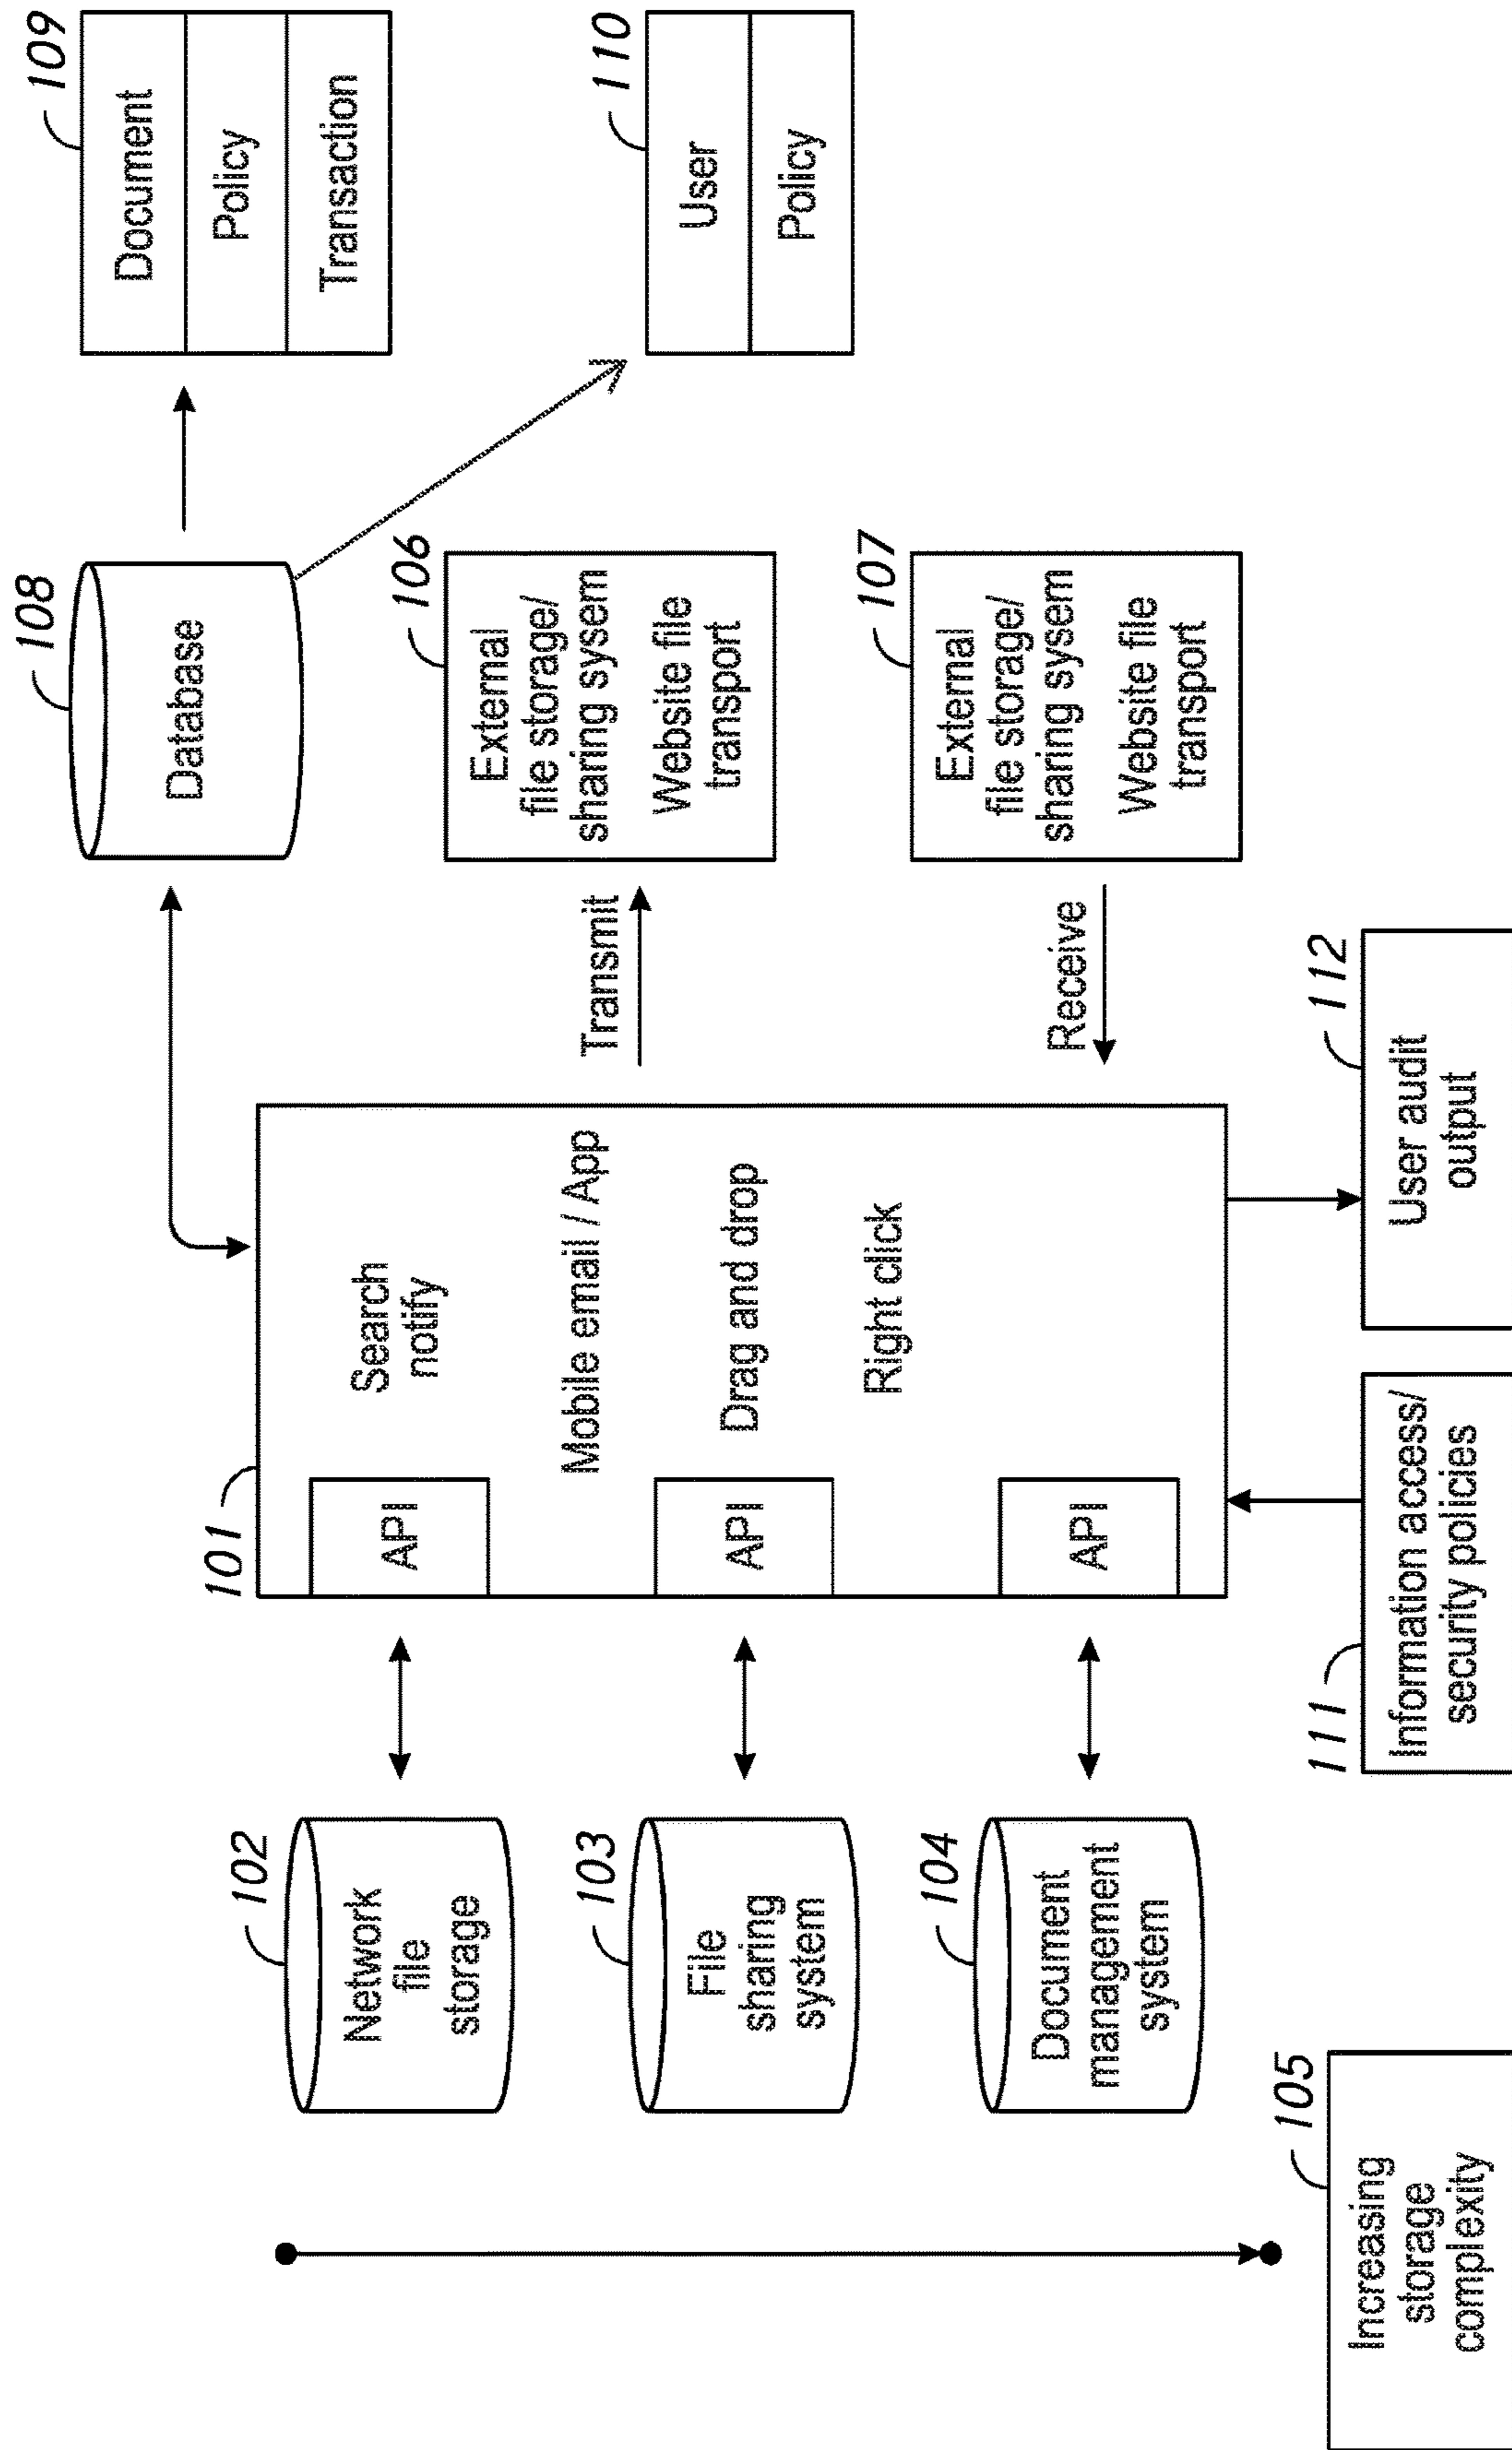 108
Database
109
Document
Policy
Transaction
110
User
Policy
101
Search
notify
Mobile email / App
Drag and drop
Right click
API
API
API
102
Network
file
storage
103
File
sharing
system
104
Document
management
system
105
Increasing
storage
complexity
Transmit
106
External
file storage/
sharing sysem
Website file
transport
Receive
107
External
file storage/
sharing sysem
Website file
transport
111
Information access/
security policies
112
User audit
output